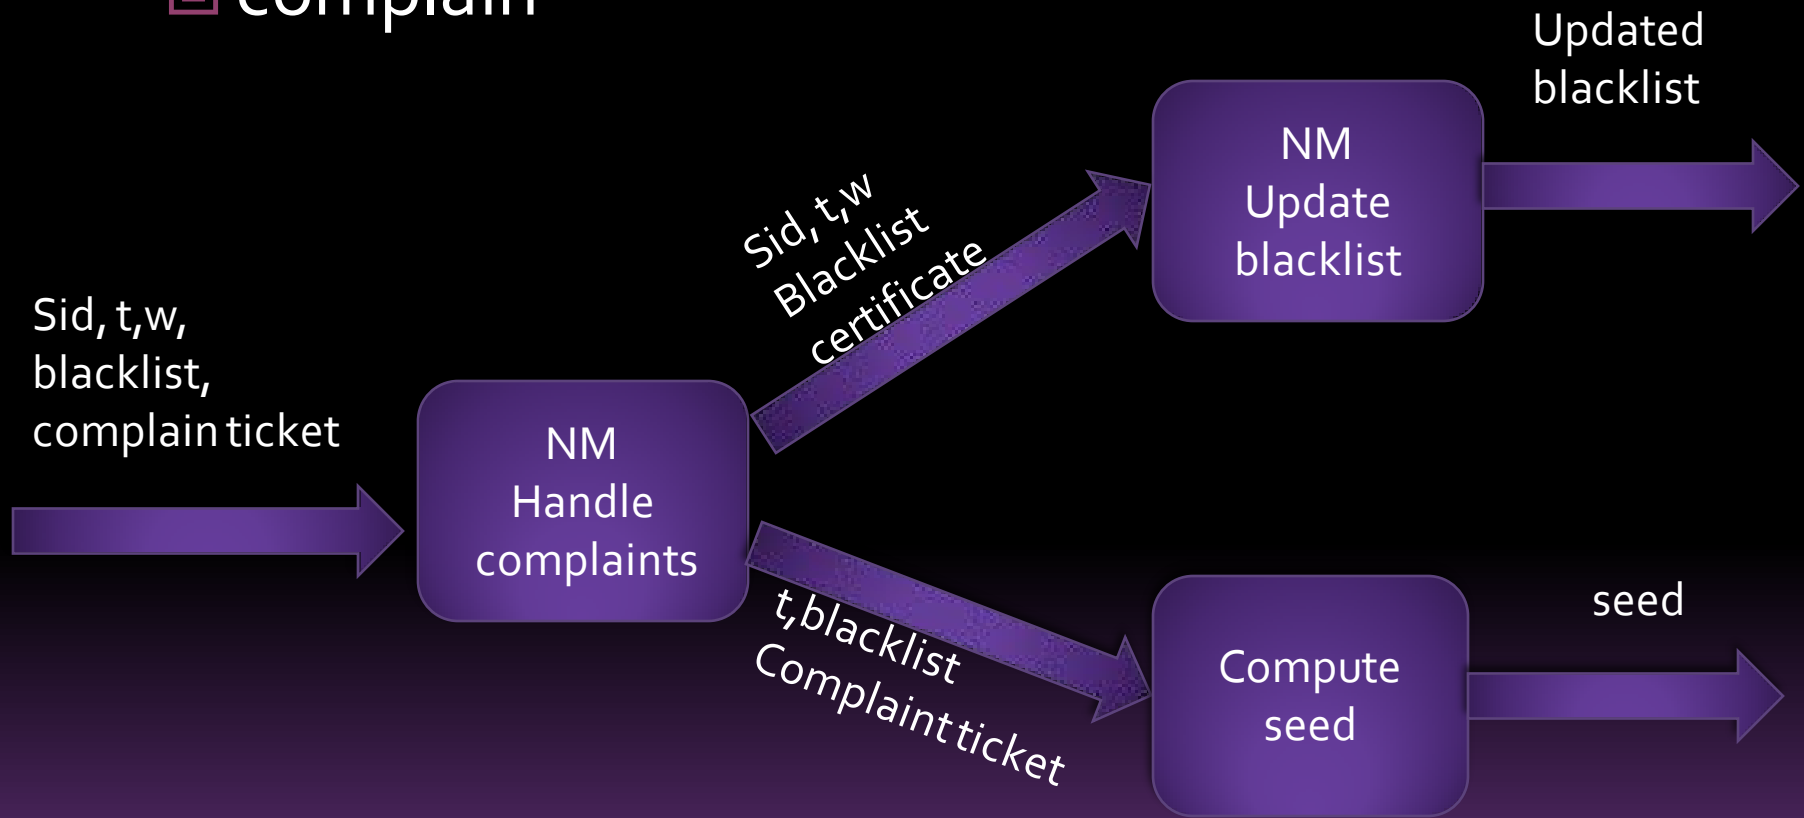 complain
Updated
blacklist
NM
Update
blacklist
Sid, t,w
Blacklist
certificate
Sid, t,w,
blacklist,
complain ticket
NM
Handle
complaints
t,blacklist
Complaint ticket
Compute
seed
seed